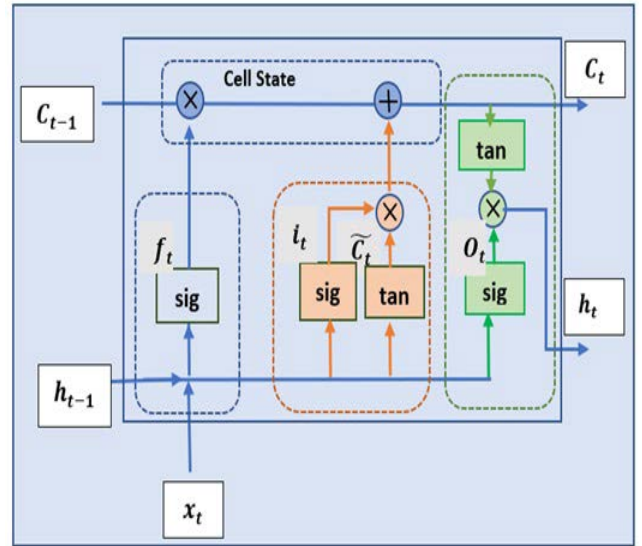 Cell State
C_t
C_{t-1}
×
+
tan
×
×
f_t
i_t
C̃_t
O_t
sig
sig
tan
sig
h_t
h_{t-1}
x_t